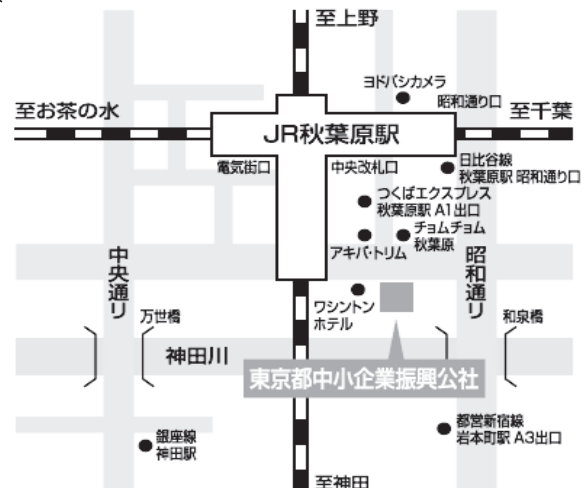 至上野
ヨドバシカメラ
昭和通り口
至お茶の水
至千葉
JR秋葉原駅
電気街口
中央改札口
日比谷線
秋葉原駅 昭和通り口
つくばエクスプレス
秋葉原駅 A1出口
チョムチョム
秋葉原
アキバ・トリム
中央通り
昭和通り
ワシントン
ホテル
万世橋
和泉橋
神田川
東京都中小企業振興公社
銀座線
神田駅
都営新宿線
岩本町駅 A3出口
至神田